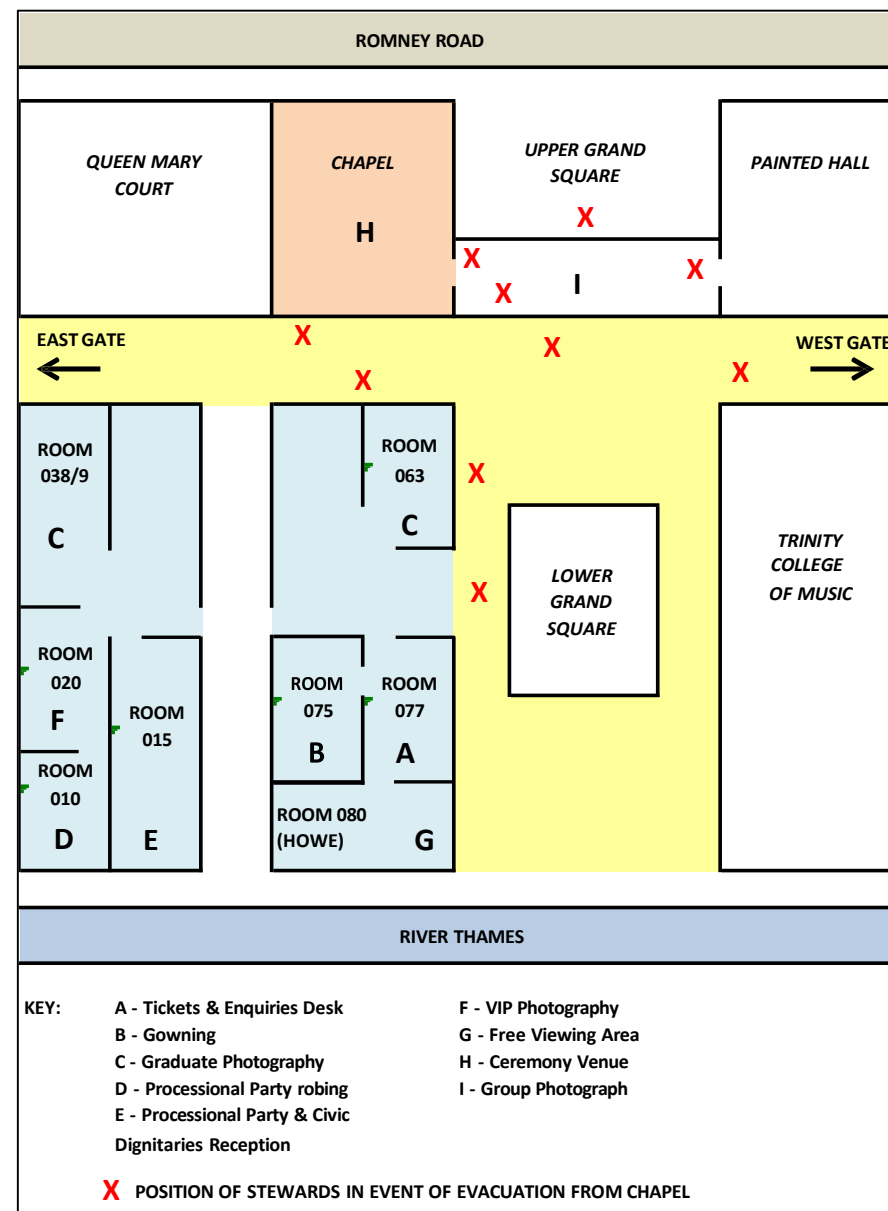 ROMNEY ROAD
QUEEN MARY
COURT
CHAPEL
H
UPPER GRAND
SQUARE
PAINTED HALL
X
X
X
X
I
EAST GATE
X
X
X
X
WEST GATE
ROOM
038/9
C
ROOM
063
C
X
X
LOWER
GRAND
SQUARE
TRINITY
COLLEGE
OF MUSIC
ROOM
020
F
ROOM
015
E
ROOM
010
D
ROOM
075
B
ROOM
077
A
ROOM 080
(HOWE)
G
RIVER THAMES
KEY:
A - Tickets & Enquiries Desk
B - Gowning
C - Graduate Photography
D - Processional Party robing
E - Processional Party & Civic
Dignitaries Reception
F - VIP Photography
G - Free Viewing Area
H - Ceremony Venue
I - Group Photograph
X POSITION OF STEWARDS IN EVENT OF EVACUATION FROM CHAPEL